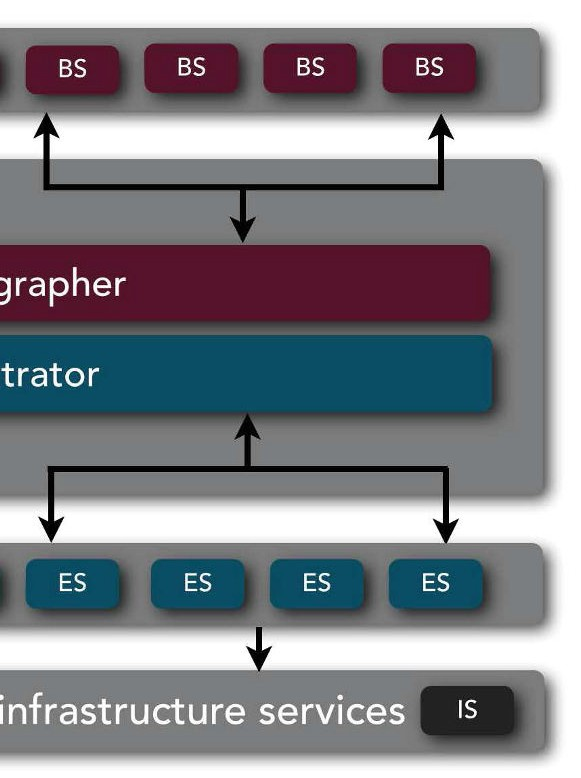 BS BS BS BS
grapher
trator
ES ES ES ES
infrastructure services IS